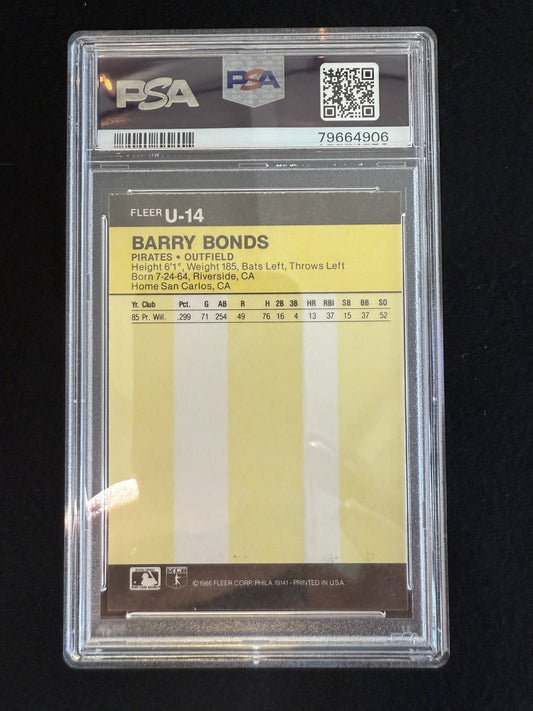 PSA
PSA
79664906
FLEER U-14
BARRY BONDS
PIRATES • OUTFIELD
Height 6'1", Weight 185, Bats Left, Throws Left
Born 7-24-64, Riverside, CA
Home San Carlos, CA
Yr. Club Pct. G AB R H 2B 3B HR RBI SB BB SO
85 Pr. Will. .299 71 254 49 76 16 4 13 37 15 37 52
©1986 FLEER CORP., PHILA. 19141 - PRINTED IN U.S.A.